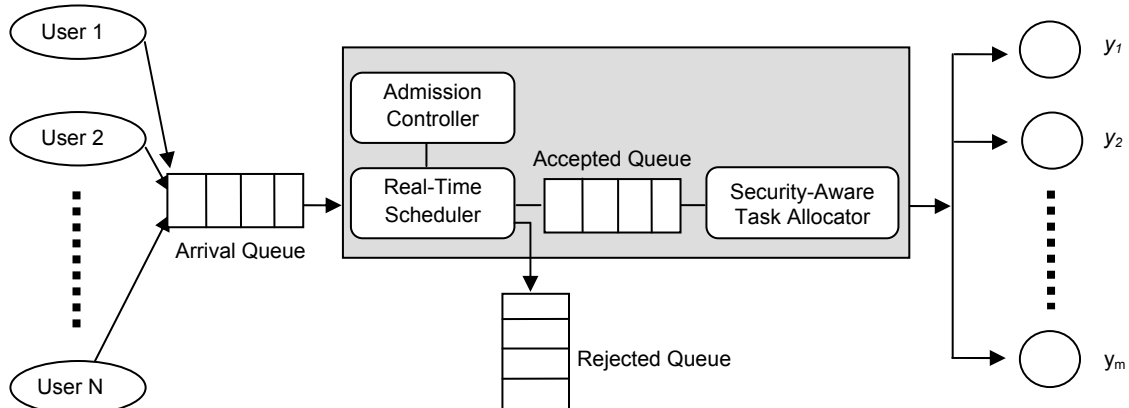 User 1
User 2
User N
Arrival Queue
Admission
Controller
Real-Time
Scheduler
Accepted Queue
Security-Aware
Task Allocator
Rejected Queue
y1
y2
ym